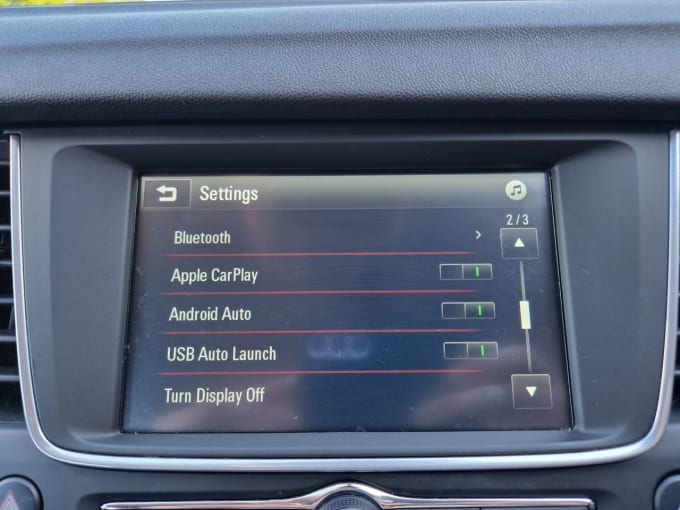 Settings
2/3
Bluetooth
Apple CarPlay
Android Auto
USB Auto Launch
Turn Display Off